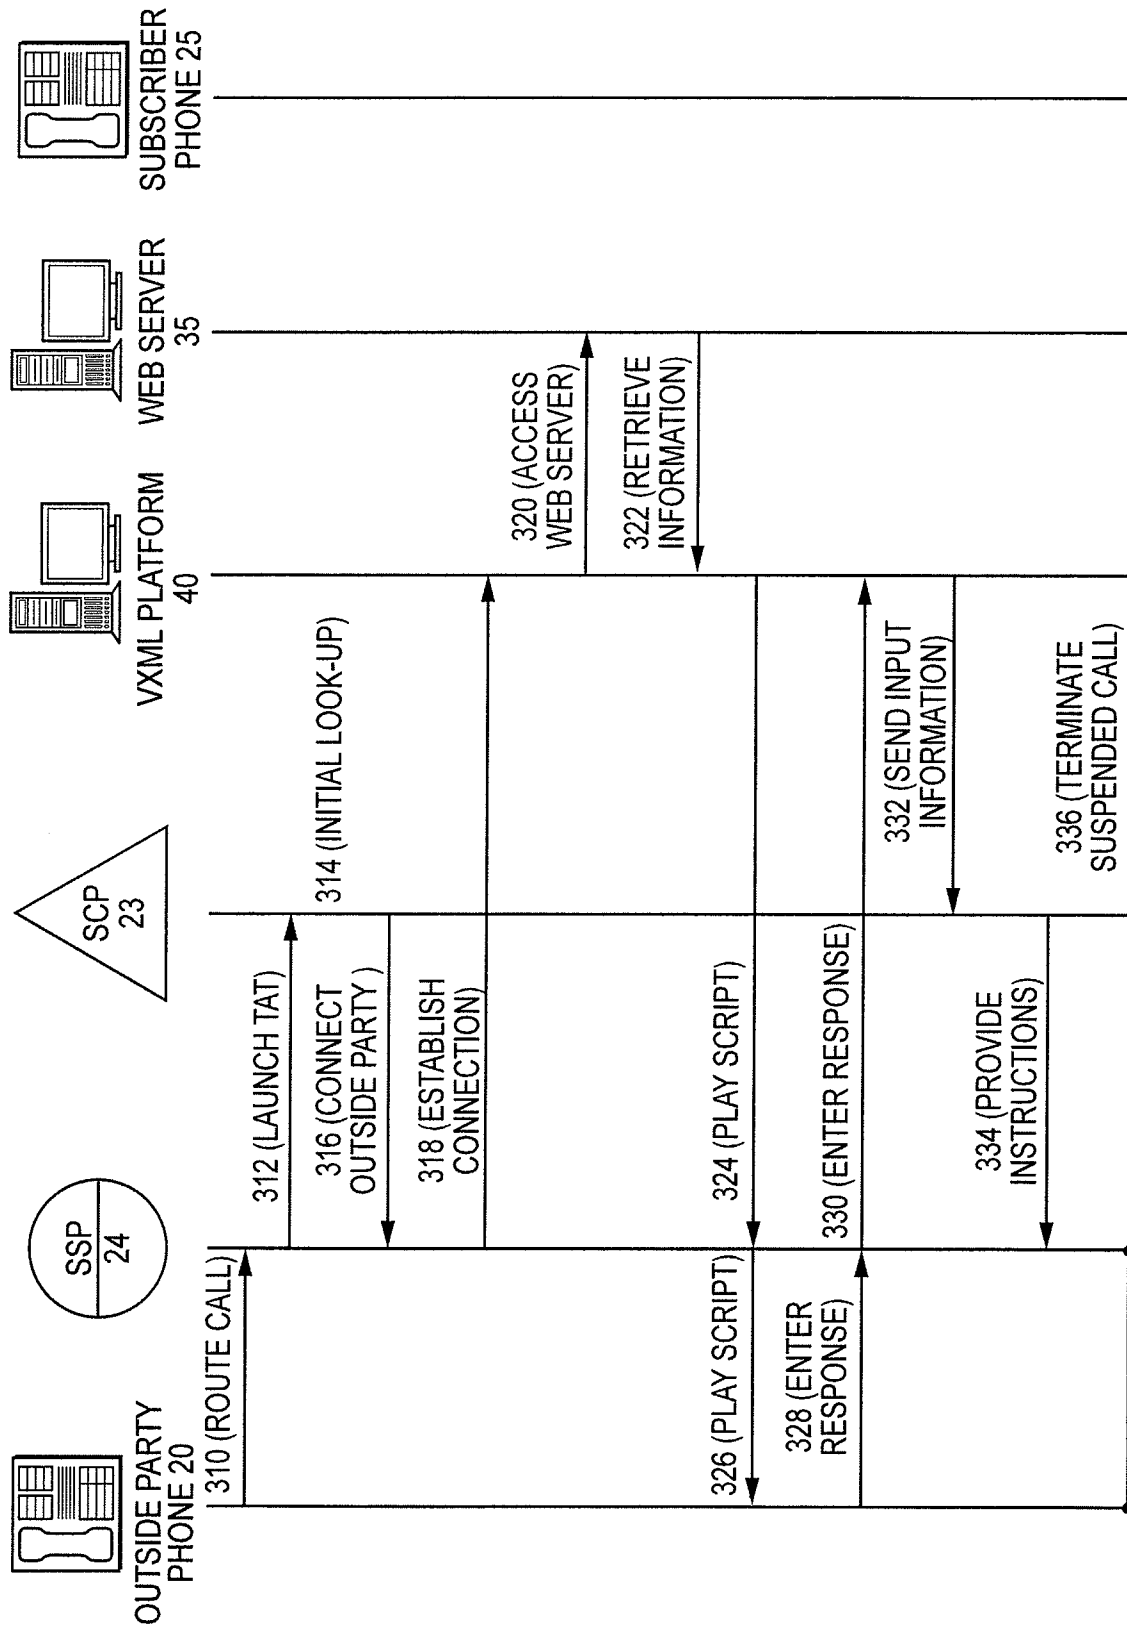 OUTSIDE PARTY
PHONE 20
SSP
24
SCP
23
VXML PLATFORM
40
WEB SERVER
35
SUBSCRIBER
PHONE 25
310 (ROUTE CALL)
312 (LAUNCH TAT)
314 (INITIAL LOOK-UP)
316 (CONNECT
OUTSIDE PARTY )
318 (ESTABLISH
CONNECTION)
320 (ACCESS
WEB SERVER)
322 (RETRIEVE
INFORMATION)
324 (PLAY SCRIPT)
326 (PLAY SCRIPT)
328 (ENTER
RESPONSE)
330 (ENTER RESPONSE)
332 (SEND INPUT
INFORMATION)
334 (PROVIDE
INSTRUCTIONS)
336 (TERMINATE
SUSPENDED CALL)